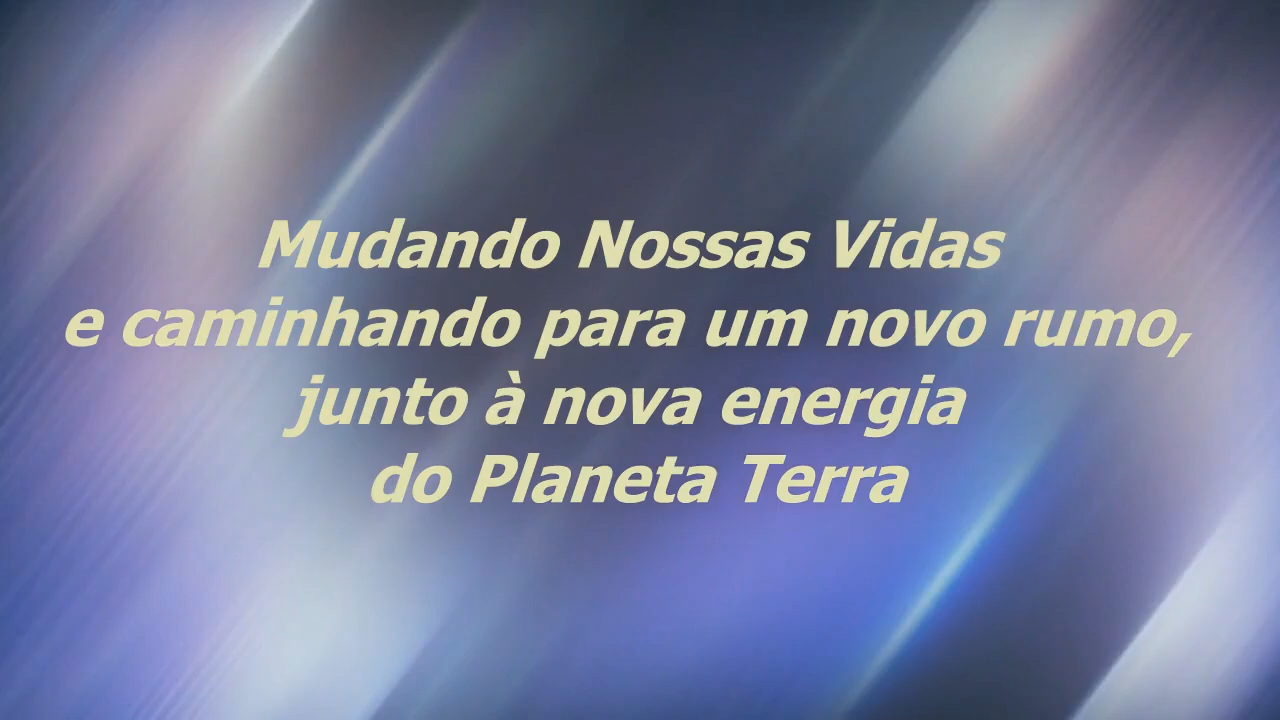 Mudando Nossas Vidas
e caminhando para um novo rumo,
junto à nova energia
do Planeta Terra